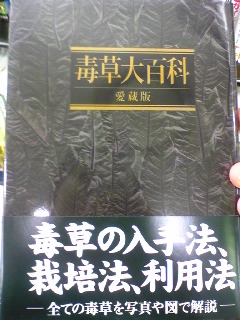 毒草大百科
愛蔵版
毒草の入手法、
栽培法、利用法
─全ての毒草を写真や図で解説─